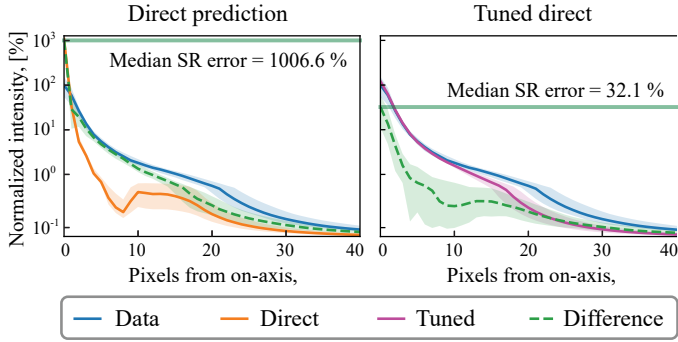 Direct prediction
Tuned direct
Normalized intensity, [%]
10³
10²
10¹
10⁰
10⁻¹
Median SR error = 1006.6 %
Median SR error = 32.1 %
0 10 20 30 40
0 10 20 30 40
Pixels from on-axis,
Pixels from on-axis,
Data Direct Tuned Difference